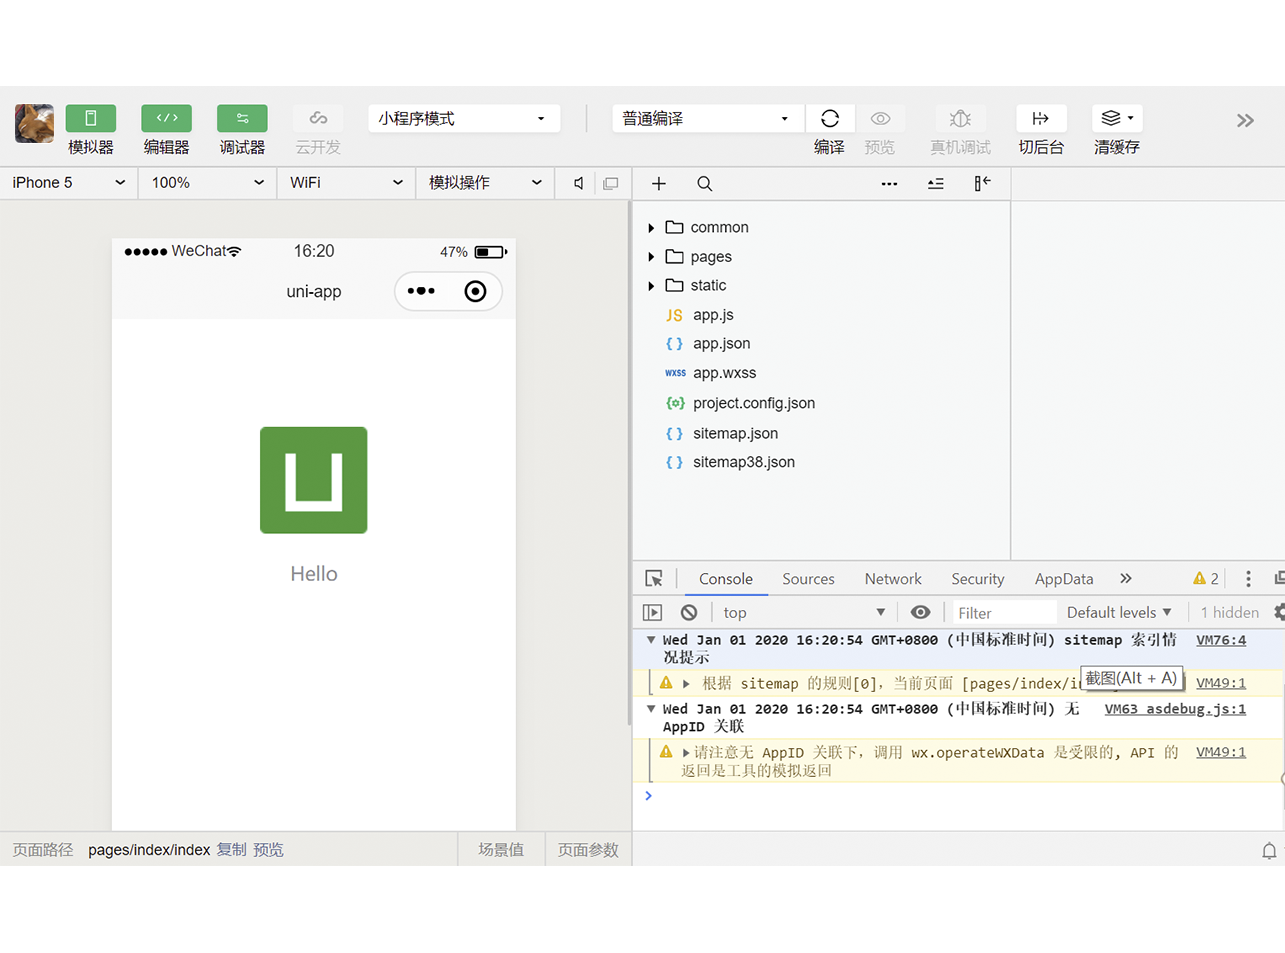 小程序模式
普通编译
模拟器 编辑器 调试器 云开发 编译 预览 真机调试 切后台 清缓存
iPhone 5 100% WiFi 模拟操作
WeChat 16:20 47%
uni-app
Hello
common
pages
static
JS app.js
{ } app.json
wxss app.wxss
project.config.json
{ } sitemap.json
{ } sitemap38.json
Console Sources Network Security AppData 2
top Filter Default levels 1 hidden
Wed Jan 01 2020 16:20:54 GMT+0800 (中国标准时间) sitemap 索引情 VM76:4
况提示
根据 sitemap 的规则[0], 当前页面 [pages/index/i 截图(Alt + A) VM49:1
Wed Jan 01 2020 16:20:54 GMT+0800 (中国标准时间) 无 VM63 asdebug.js:1
AppID 关联
请注意无 AppID 关联下, 调用 wx.operateWXData 是受限的, API 的 VM49:1
返回是工具的模拟返回
页面路径 pages/index/index 复制 预览 场景值 页面参数